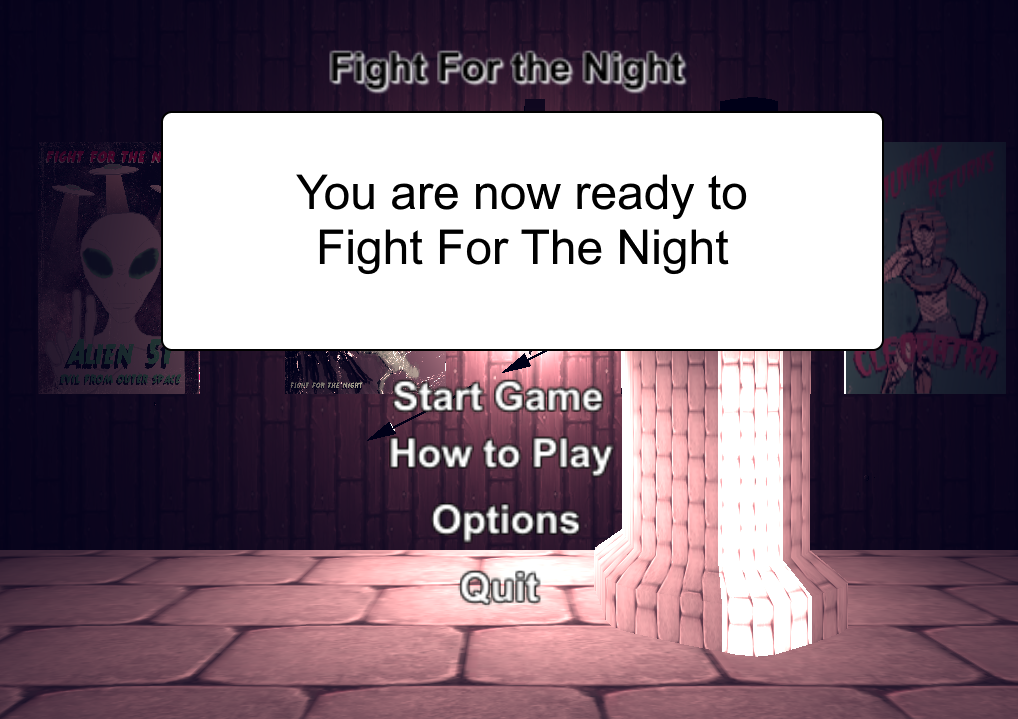 Fight For the Night
You are now ready to
Fight For The Night
FIGHT FOR THE N
ALIEN
EVIL FROM OUTER SPACE
FIGHT FOR THE NIGHT
CLEOPATRA
Start Game
How to Play
Options
Quit